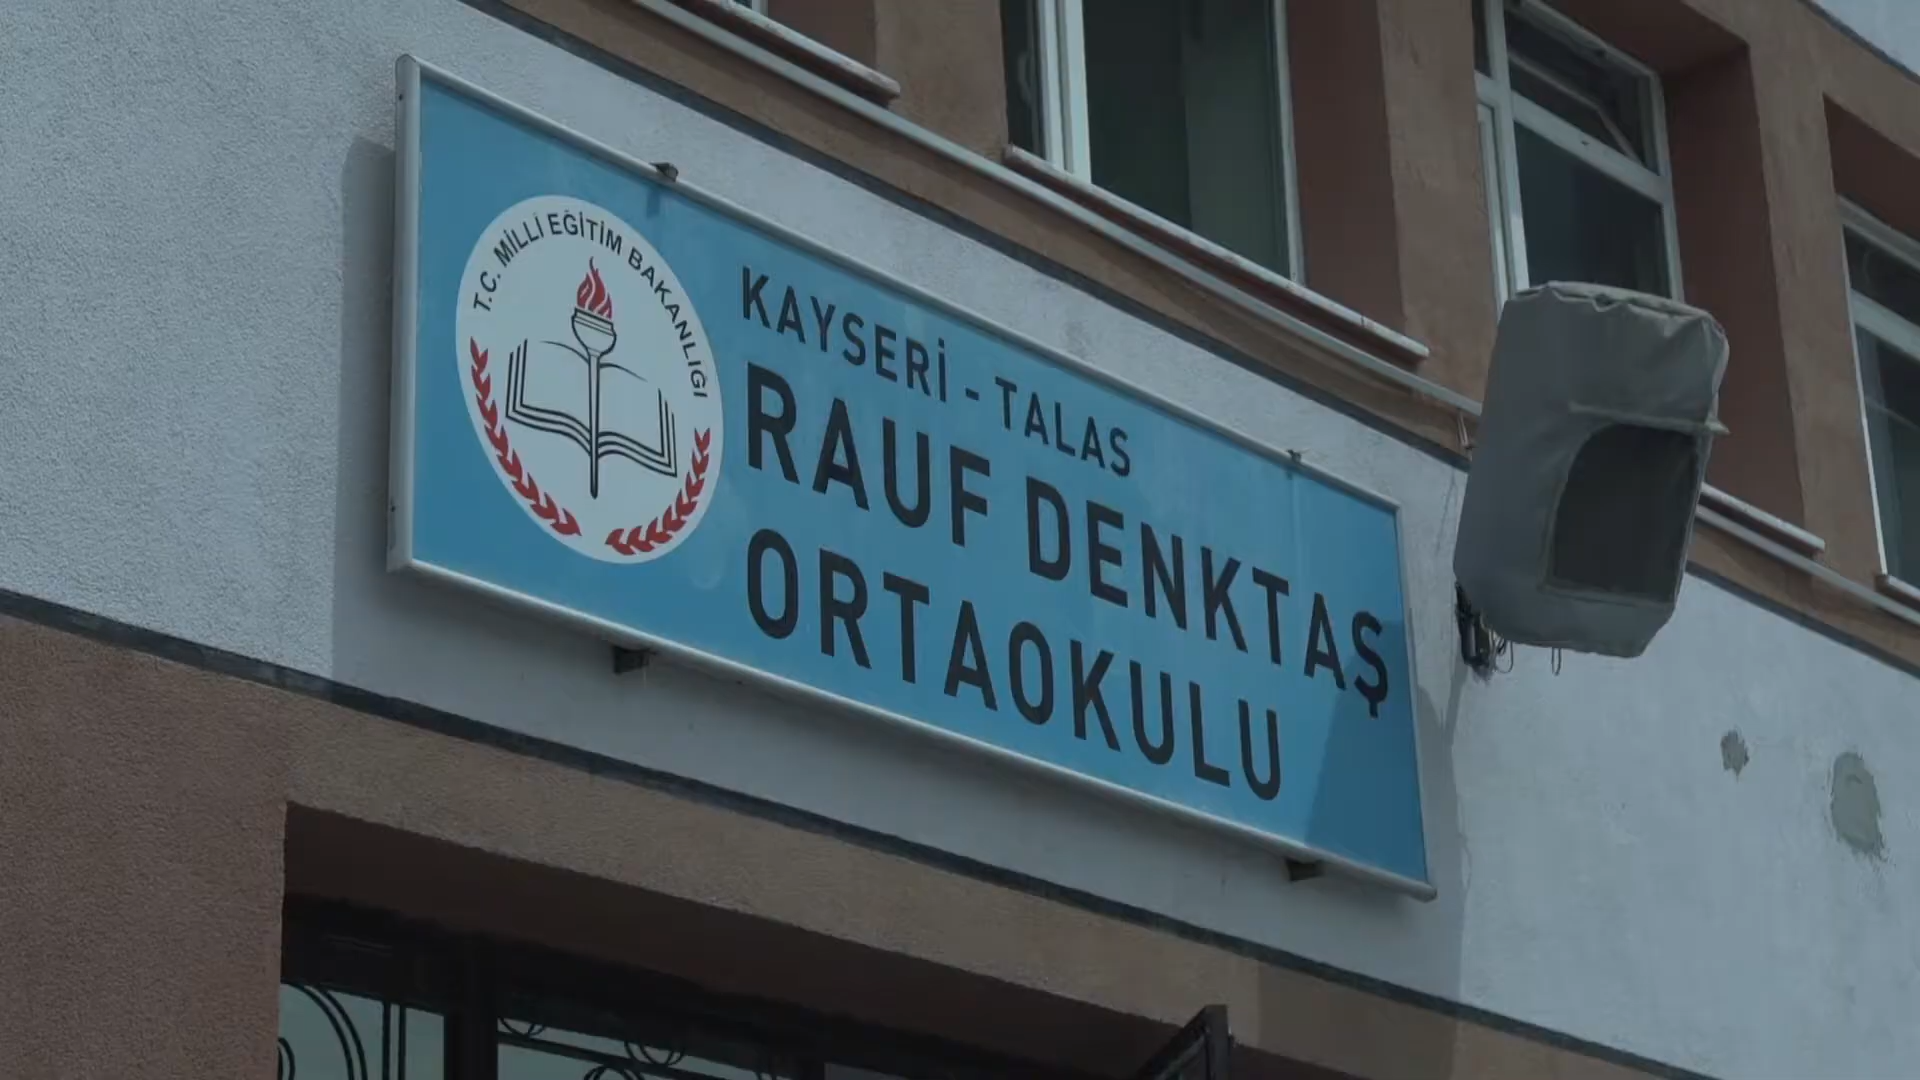 T.C. MİLLİ EĞİTİM BAKANLIĞI
KAYSERİ - TALAS
RAUF DENKTAŞ
ORTAOKULU